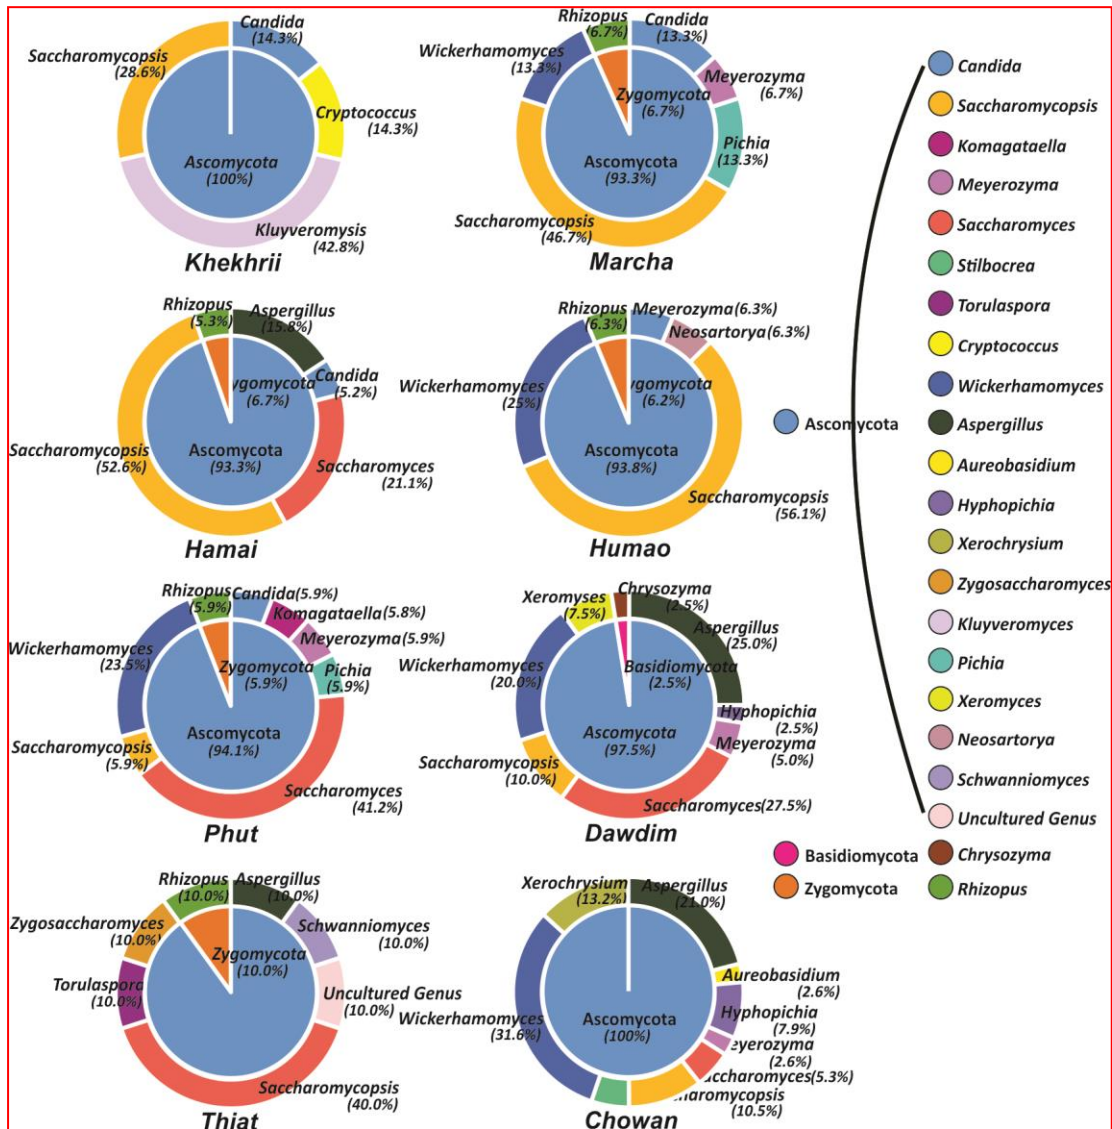 Candida
(14.3%)
Saccharomycopsis
(28.6%)
Cryptococcus
(14.3%)
Ascomycota
(100%)
Kluyveromysis
(42.8%)
Khekhrii
Rhizopus
(6.7%)
Candida
(13.3%)
Wickerhamomyces
(13.3%)
Meyerozyma
(6.7%)
Zygomycota
(6.7%)
Pichia
(13.3%)
Ascomycota
(93.3%)
Saccharomycopsis
(46.7%)
Marcha
Rhizopus
(5.3%)
Aspergillus
(15.8%)
Candida
(5.2%)
ygomycota
(6.7%)
Saccharomycopsis
(52.6%)
Ascomycota
(93.3%)
Saccharomyces
(21.1%)
Hamai
Rhizopus
(6.3%)
Meyerozyma(6.3%)
Neosartorya(6.3%)
Wickerhamomyces
(25%)
ygomycota
(6.2%)
Ascomycota
(93.8%)
Saccharomycopsis
(56.1%)
Humao
Rhizopus
(5.9%)
Candida(5.9%)
Komagataella(5.8%)
Meyerozyma(5.9%)
Wickerhamomyces
(23.5%)
Zygomycota
(5.9%)
Pichia
(5.9%)
Ascomycota
(94.1%)
Saccharomycopsis
(5.9%)
Saccharomyces
(41.2%)
Phut
Xeromyses
(7.5%)
Chrysozyma
(2.5%)
Aspergillus
(25.0%)
Wickerhamomyces
(20.0%)
Basidiomycota
(2.5%)
Hyphopichia
(2.5%)
Ascomycota
(97.5%)
Meyerozyma
(5.0%)
Saccharomycopsis
(10.0%)
Saccharomyces(27.5%)
Dawdim
Rhizopus
(10.0%)
Aspergillus
(10.0%)
Zygosaccharomyces
(10.0%)
Schwanniomyces
(10.0%)
Zygomycota
(10.0%)
Torulaspora
(10.0%)
Uncultured Genus
(10.0%)
Saccharomycopsis
(40.0%)
Thiat
Xerochrysium
(13.2%)
Aspergillus
(21.0%)
Aureobasidium
(2.6%)
Hyphopichia
(7.9%)
Wickerhamomyces
(31.6%)
Ascomycota
(100%)
eyerozyma
(2.6%)
accharomyces(5.3%)
ccharomycopsis
(10.5%)
Chowan
Candida
Saccharomycopsis
Komagataella
Meyerozyma
Saccharomyces
Stilbocrea
Torulaspora
Cryptococcus
Wickerhamomyces
Ascomycota
Aspergillus
Aureobasidium
Hyphopichia
Xerochrysium
Zygosaccharomyces
Kluyveromyces
Pichia
Xeromyces
Neosartorya
Schwanniomyces
Uncultured Genus
Basidiomycota
Chrysozyma
Zygomycota
Rhizopus